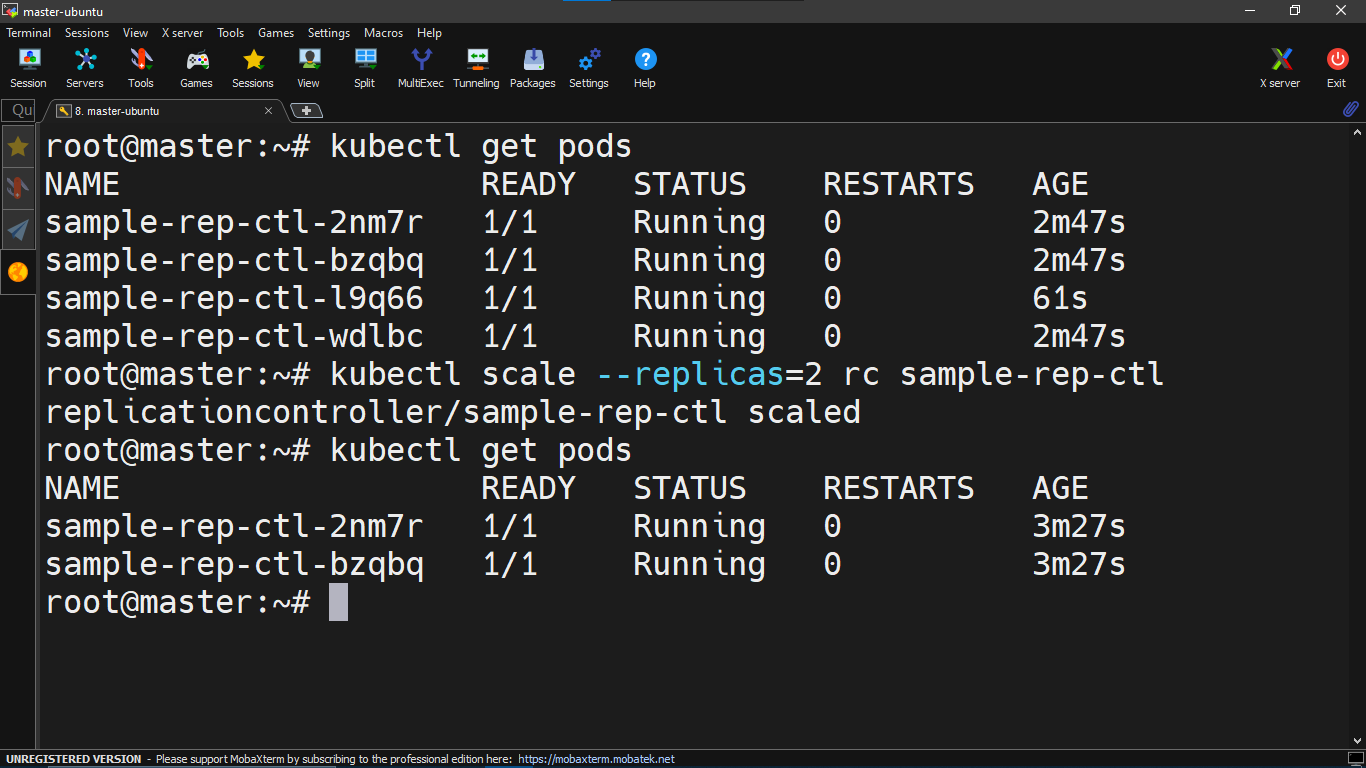 master-ubuntu
Terminal Sessions View X server Tools Games Settings Macros Help
Session Servers Tools Games Sessions View Split MultiExec Tunneling Packages Settings Help X server Exit
Qu 8. master-ubuntu
root@master:~# kubectl get pods
NAME                   READY   STATUS    RESTARTS   AGE
sample-rep-ctl-2nm7r   1/1     Running   0          2m47s
sample-rep-ctl-bzqbq   1/1     Running   0          2m47s
sample-rep-ctl-l9q66   1/1     Running   0          61s
sample-rep-ctl-wdlbc   1/1     Running   0          2m47s
root@master:~# kubectl scale --replicas=2 rc sample-rep-ctl
replicationcontroller/sample-rep-ctl scaled
root@master:~# kubectl get pods
NAME                   READY   STATUS    RESTARTS   AGE
sample-rep-ctl-2nm7r   1/1     Running   0          3m27s
sample-rep-ctl-bzqbq   1/1     Running   0          3m27s
root@master:~#
UNREGISTERED VERSION - Please support MobaXterm by subscribing to the professional edition here: https://mobaxterm.mobatek.net